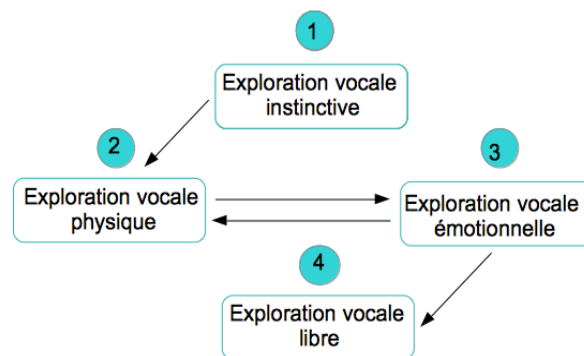 1
Exploration vocale
instinctive
2
Exploration vocale
physique
3
Exploration vocale
émotionnelle
4
Exploration vocale
libre